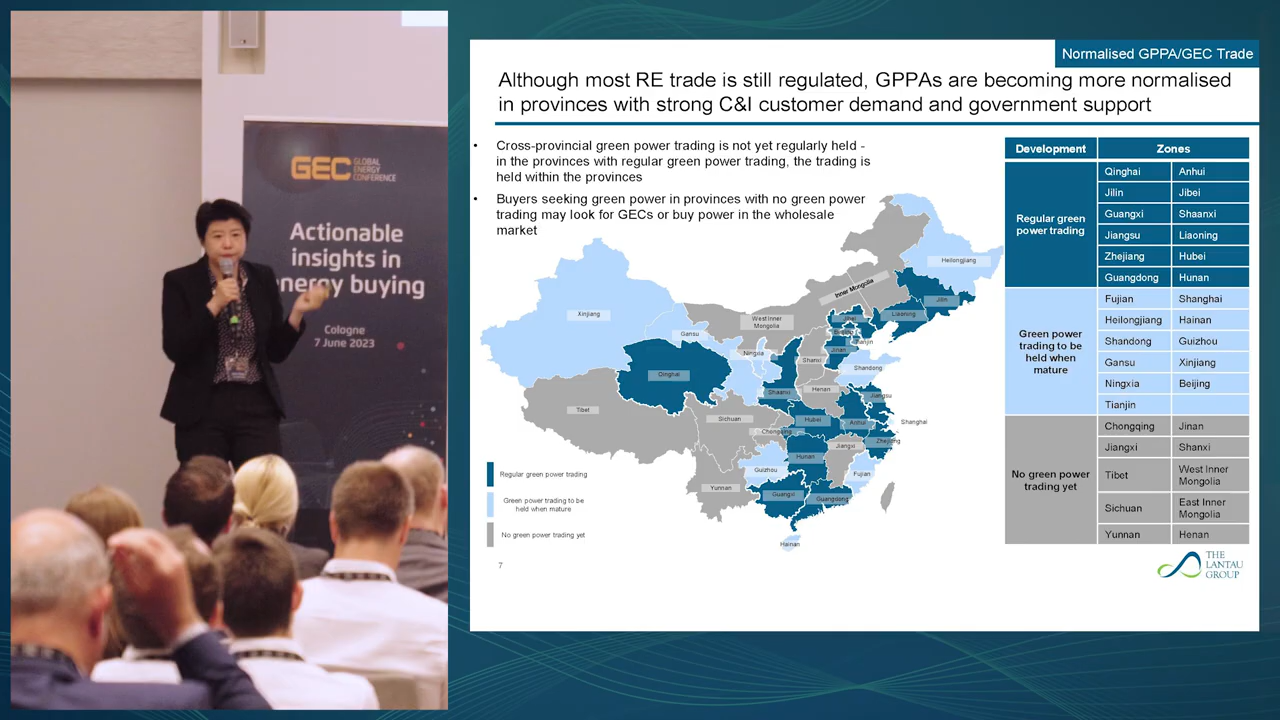 GEC GLOBAL
ENERGY
CONFERENCE
Actionable
insights in
nergy buying
Cologne
7 June 2023
Normalised GPPA/GEC Trade
Although most RE trade is still regulated, GPPAs are becoming more normalised
in provinces with strong C&I customer demand and government support
• Cross-provincial green power trading is not yet regularly held -
in the provinces with regular green power trading, the trading is
held within the provinces
• Buyers seeking green power in provinces with no green power
trading may look for GECs or buy power in the wholesale
market
Heilongjiang
Inner Mongolia
Jilin
Xinjiang
West Inner
Mongolia
Jibei
Liaoning
Gansu
Beijing
Tianjin
Ningxia
Jinan
Shanxi
Shandong
Qinghai
Shaanxi
Henan
Jiangsu
Tibet
Sichuan
Hubei
Anhui
Shanghai
Chongqing
Zhejiang
Jiangxi
Hunan
Guizhou
Fujian
Yunnan
Guangxi
Guangdong
Hainan
Regular green power trading
Green power trading to be
held when mature
No green power trading yet
7
Development Zones
Regular green
power trading
Qinghai Anhui
Jilin Jibei
Guangxi Shaanxi
Jiangsu Liaoning
Zhejiang Hubei
Guangdong Hunan
Green power
trading to be
held when
mature
Fujian Shanghai
Heilongjiang Hainan
Shandong Guizhou
Gansu Xinjiang
Ningxia Beijing
Tianjin
No green power
trading yet
Chongqing Jinan
Jiangxi Shanxi
Tibet West Inner
Mongolia
Sichuan East Inner
Mongolia
Yunnan Henan
THE
LANTAU
GROUP